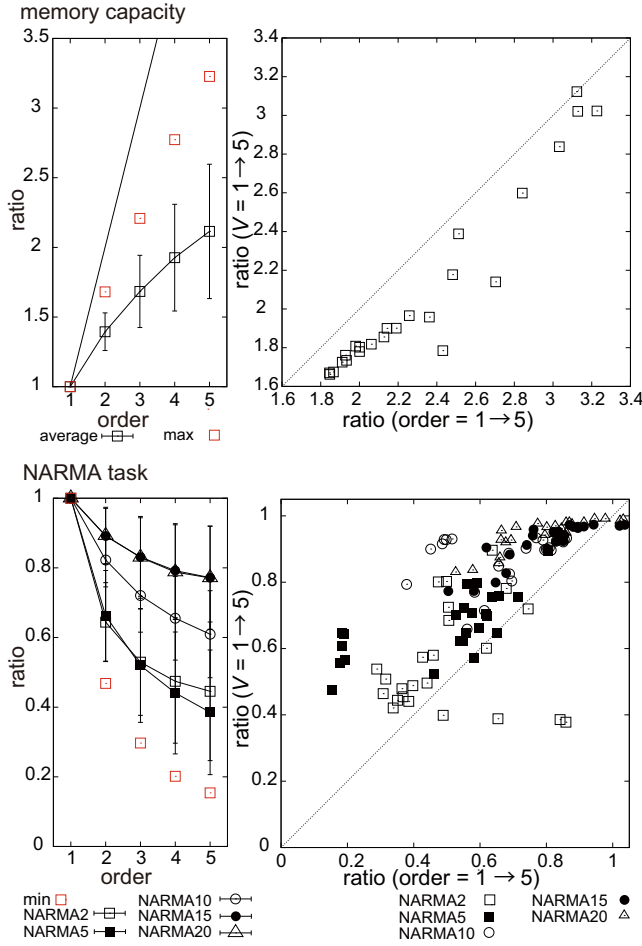 memory capacity
3.5
3
2.5
2
1.5
1
ratio
1 2 3 4 5
order
average max
3.4
3.2
3
2.8
2.6
2.4
2.2
2
1.8
1.6
ratio (V = 1→5)
1.6 1.8 2 2.2 2.4 2.6 2.8 3 3.2 3.4
ratio (order = 1→5)
NARMA task
1
0.8
0.6
0.4
0.2
0
ratio
1 2 3 4 5
order
min
NARMA2
NARMA5
NARMA10
NARMA15
NARMA20
1
0.8
0.6
0.4
0.2
0
ratio (V = 1→5)
0 0.2 0.4 0.6 0.8 1
ratio (order = 1→5)
NARMA2
NARMA5
NARMA10
NARMA15
NARMA20